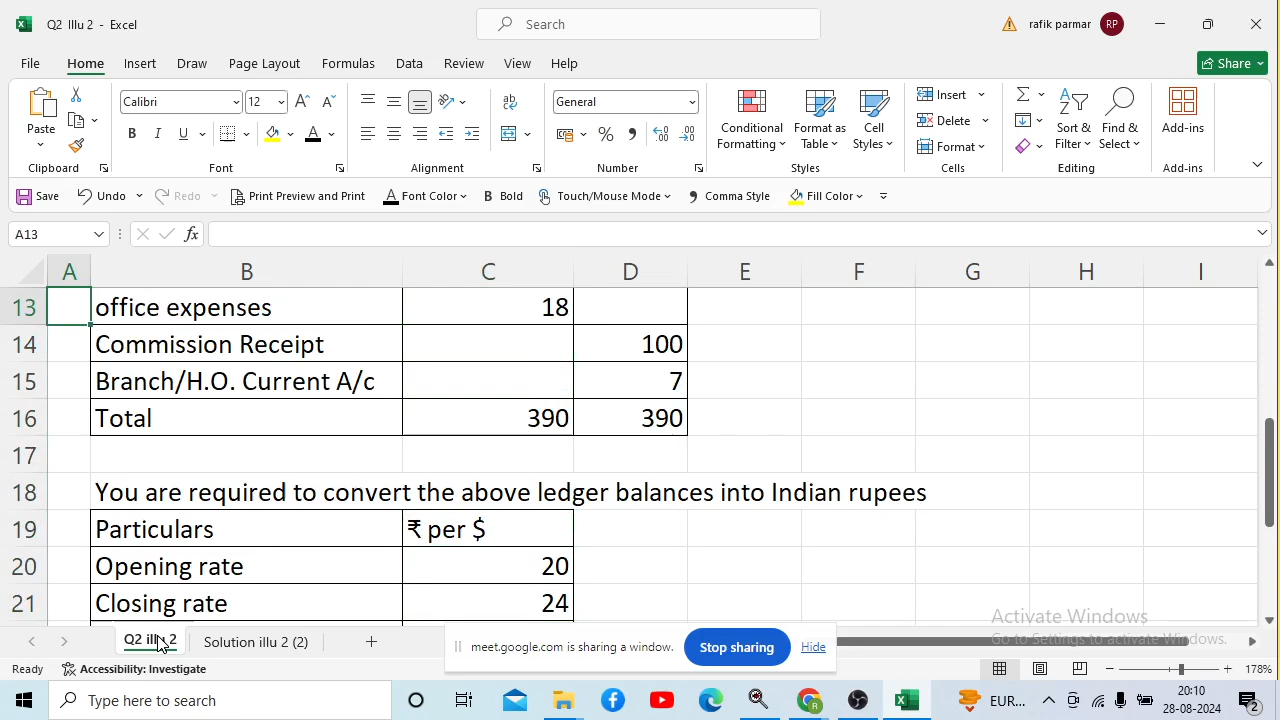 Q2 Illu 2 - Excel
Search
rafik parmar RP
File Home Insert Draw Page Layout Formulas Data Review View Help
Share
Paste
Clipboard
Calibri 12
B I U
Font
Alignment
General
Number
Conditional Formatting
Format as Table
Cell Styles
Styles
Insert
Delete
Format
Cells
Sort & Filter
Find & Select
Editing
Add-ins
Add-ins
Save Undo Redo Print Preview and Print Font Color B Bold Touch/Mouse Mode Comma Style Fill Color
A13 fx
A B C D E F G H I
13 office expenses 18
14 Commission Receipt 100
15 Branch/H.O. Current A/c 7
16 Total 390 390
17
18 You are required to convert the above ledger balances into Indian rupees
19 Particulars ₹ per $
20 Opening rate 20
21 Closing rate 24
Activate Windows
Go to Settings to activate Windows.
Q2 illu 2 Solution illu 2 (2)
meet.google.com is sharing a window. Stop sharing Hide
Ready Accessibility: Investigate 178%
Type here to search
EUR...
20:10
28-08-2024
2